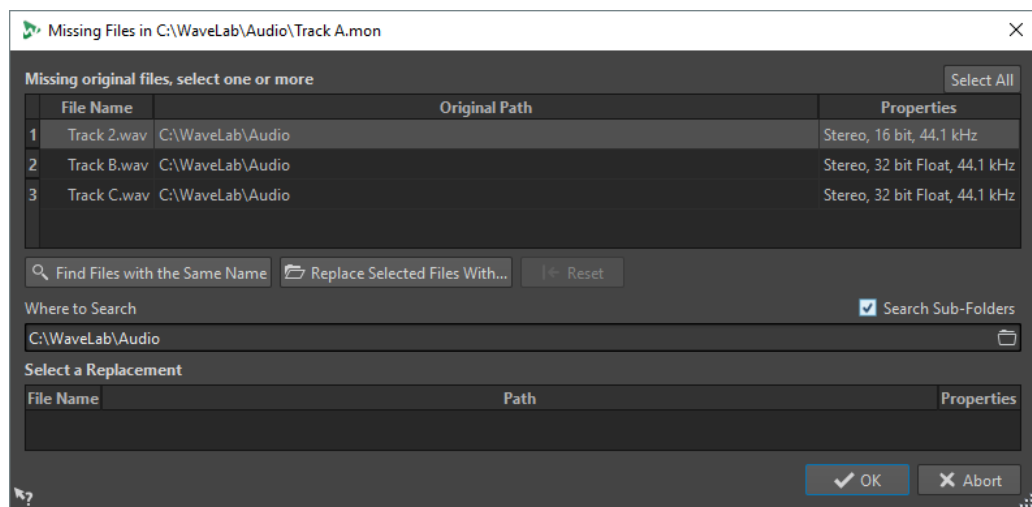 Missing Files in C:\WaveLab\Audio\Track A.mon
Missing original files, select one or more Select All
File Name Original Path Properties
1 Track 2.wav C:\WaveLab\Audio Stereo, 16 bit, 44.1 kHz
2 Track B.wav C:\WaveLab\Audio Stereo, 32 bit Float, 44.1 kHz
3 Track C.wav C:\WaveLab\Audio Stereo, 32 bit Float, 44.1 kHz
Find Files with the Same Name Replace Selected Files With... Reset
Where to Search Search Sub-Folders
C:\WaveLab\Audio
Select a Replacement
File Name Path Properties
OK Abort
?